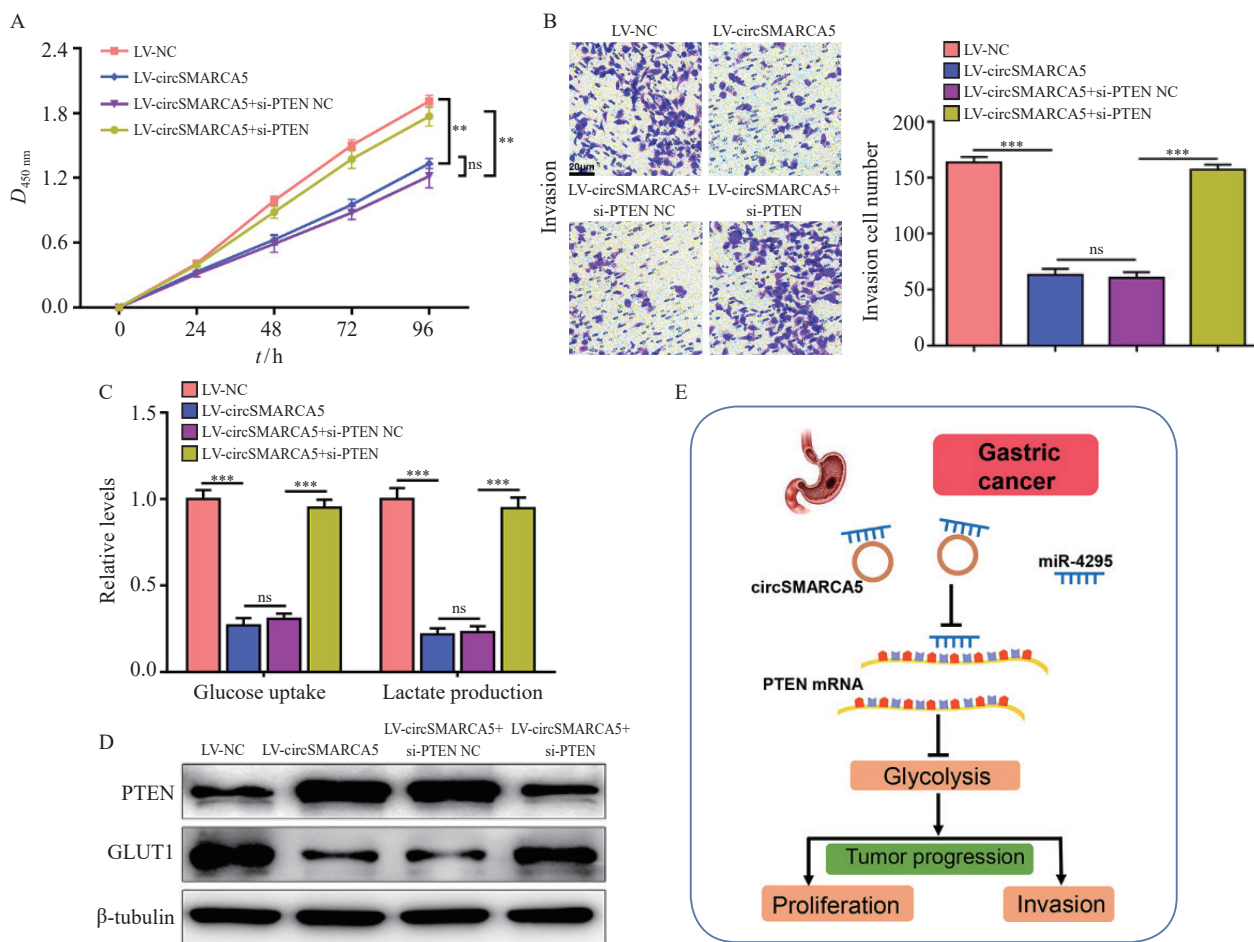 A
LV-NC
LV-circSMARCA5
LV-circSMARCA5+si-PTEN NC
LV-circSMARCA5+si-PTEN
2.4
1.8
1.2
0.6
0.0
D450 nm
0
24
48
72
96
t/h
**
ns
**
B
LV-NC
LV-circSMARCA5
20μm
LV-circSMARCA5+
si-PTEN NC
LV-circSMARCA5+
si-PTEN
Invasion
LV-NC
LV-circSMARCA5
LV-circSMARCA5+si-PTEN NC
LV-circSMARCA5+si-PTEN
200
150
100
50
0
Invasion cell number
***
ns
***
C
LV-NC
LV-circSMARCA5
LV-circSMARCA5+si-PTEN NC
LV-circSMARCA5+si-PTEN
1.5
1.0
0.5
0.0
Relative levels
***
***
ns
***
***
ns
Glucose uptake
Lactate production
D
LV-NC
LV-circSMARCA5
LV-circSMARCA5+
si-PTEN NC
LV-circSMARCA5+
si-PTEN
PTEN
GLUT1
β-tubulin
E
Gastric
cancer
circSMARCA5
miR-4295
PTEN mRNA
Glycolysis
Tumor progression
Proliferation
Invasion